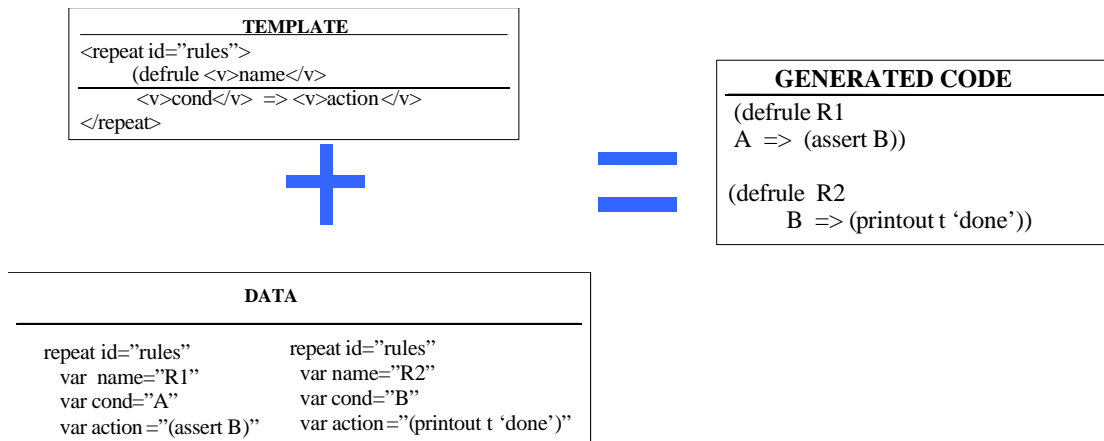 TEMPLATE
<repeat id=”rules”>
(defrule <v>name</v>
<v>cond</v> => <v>action</v>
</repeat>
GENERATED CODE
(defrule R1
A => (assert B))
(defrule R2
B => (printout t ‘done’))
DATA
repeat id=”rules”
var name=”R1”
var cond=”A”
var action =”(assert B)”
repeat id=”rules”
var name=”R2”
var cond=”B”
var action =”(printout t ‘done’)”